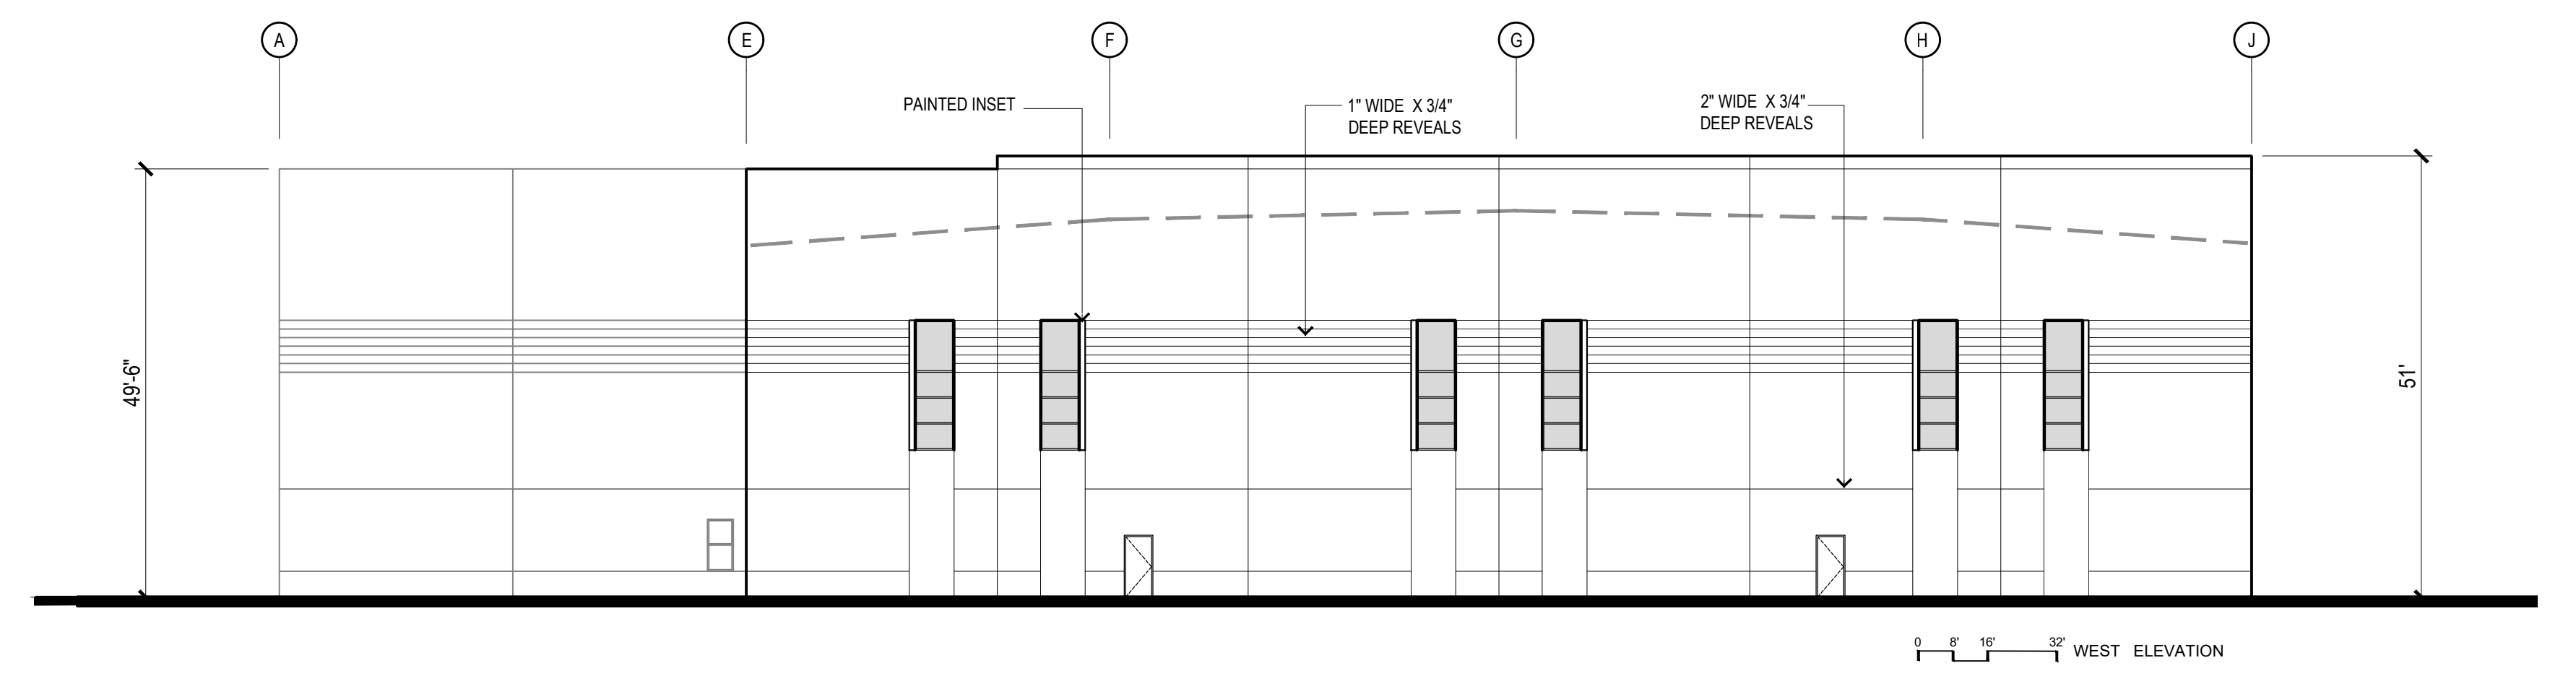 A E F G H J
PAINTED INSET
1" WIDE X 3/4"
DEEP REVEALS
2" WIDE X 3/4"
DEEP REVEALS
49'-6"
51'
0 8' 16' 32'
WEST ELEVATION